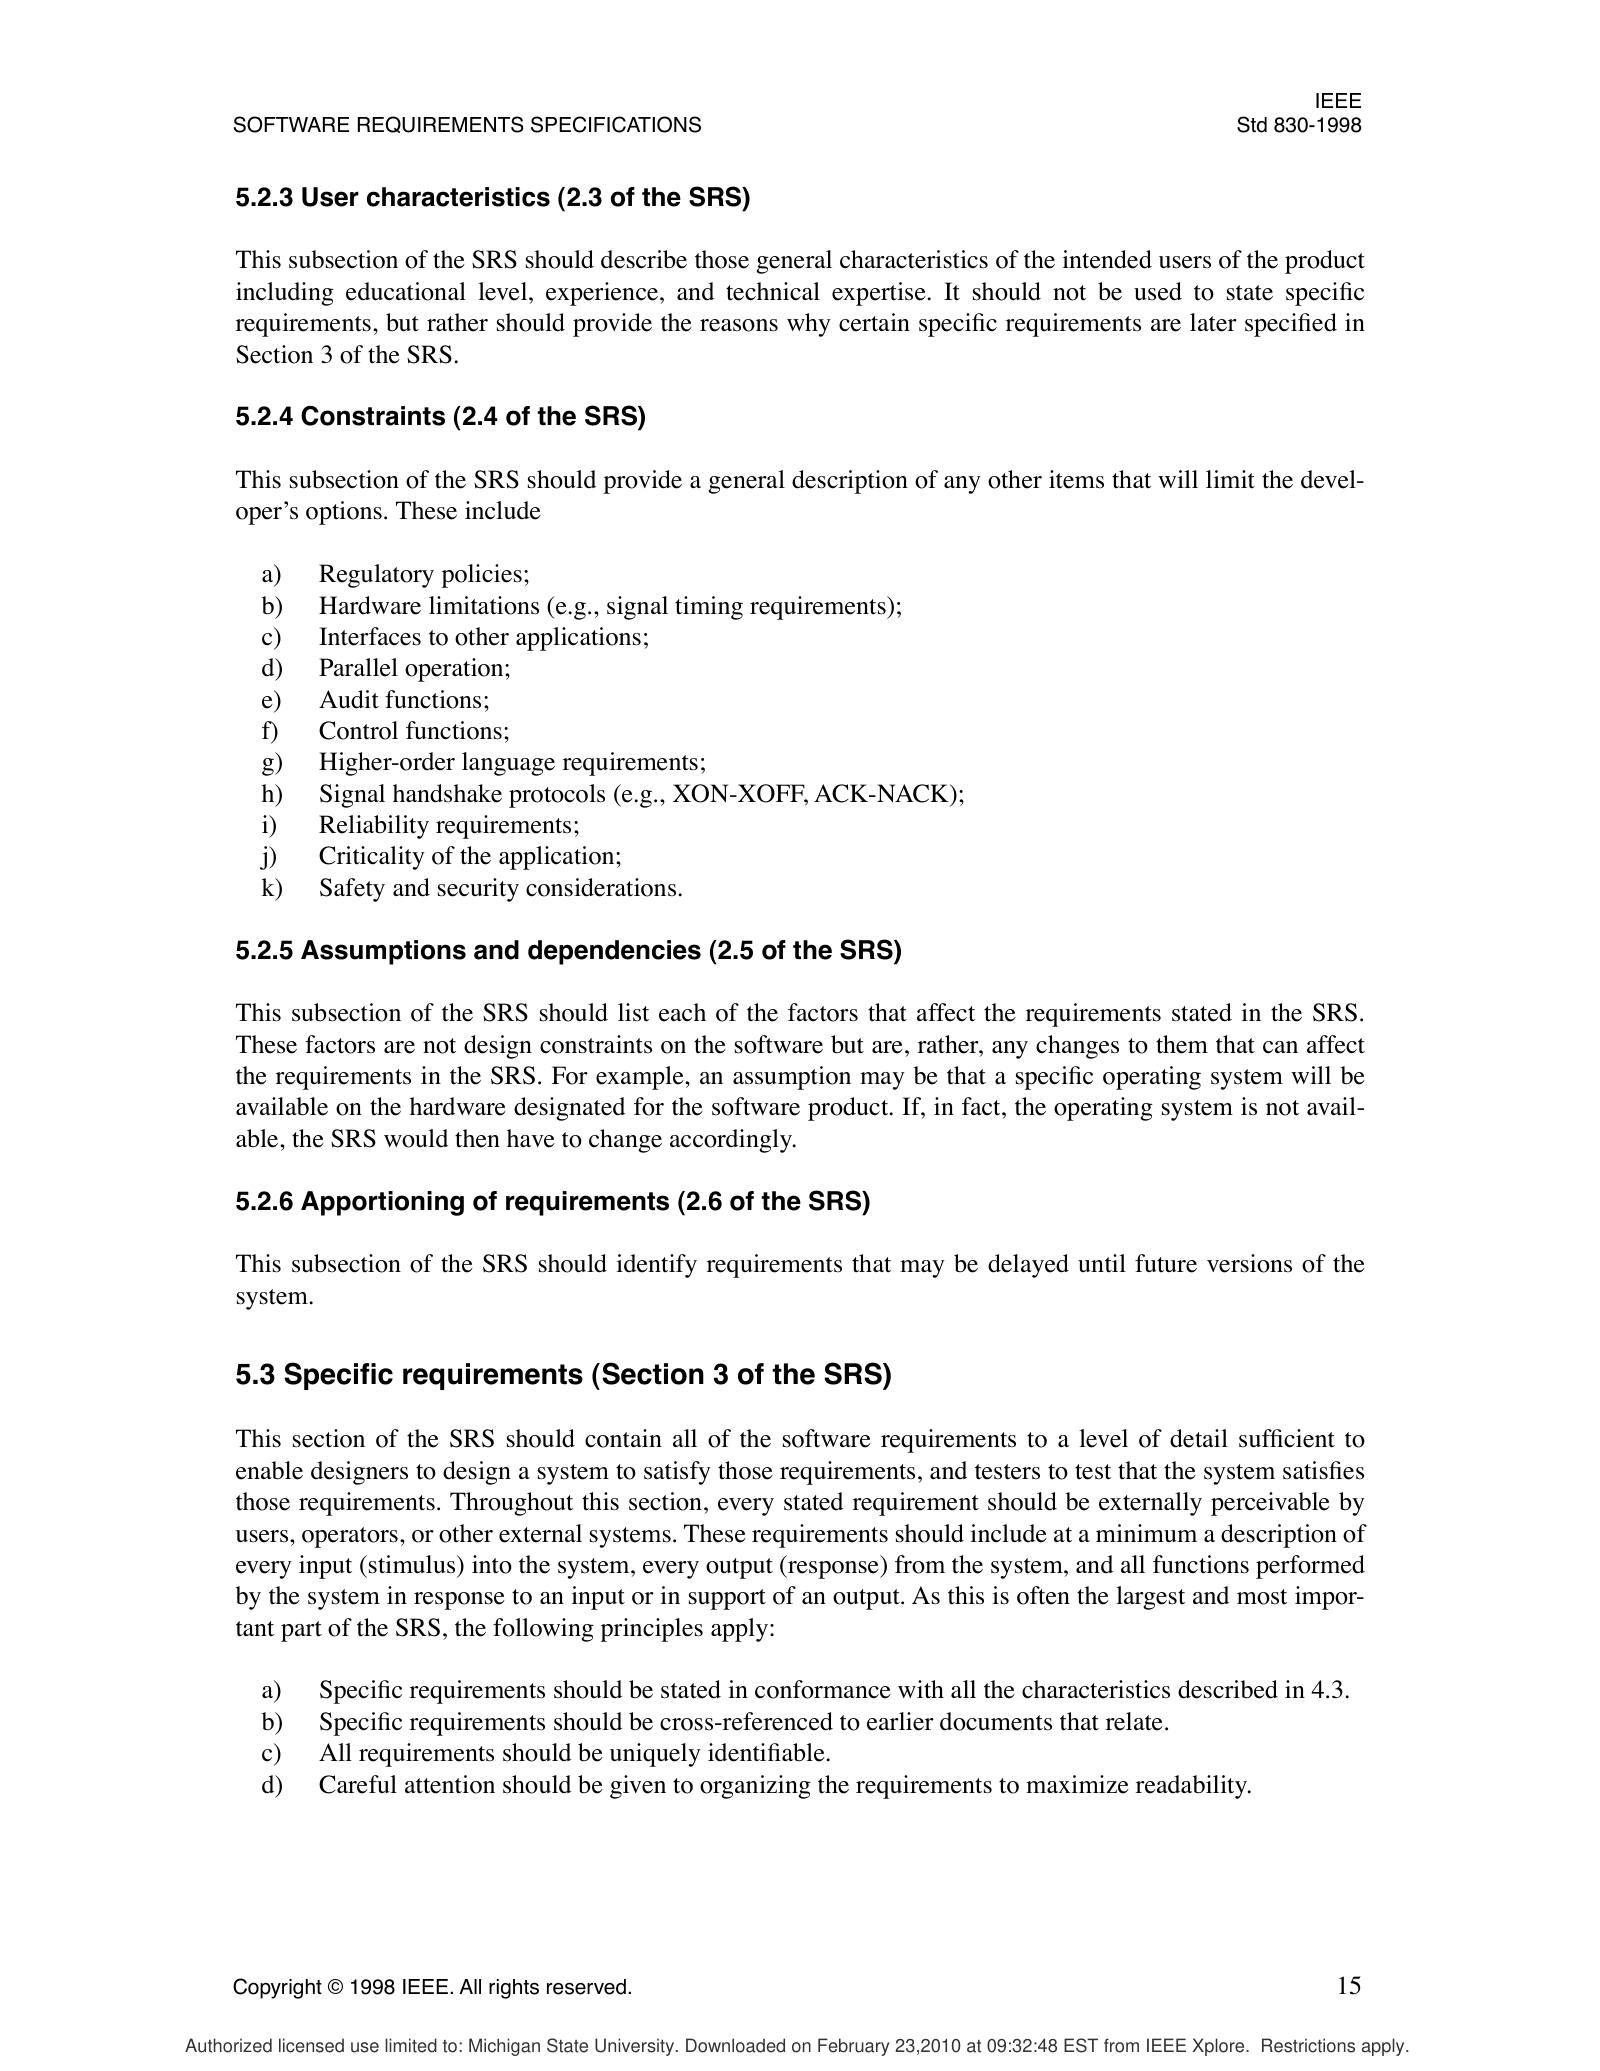 IEEE
SOFTWARE REQUIREMENTS SPECIFICATIONS Std 830-1998
5.2.3 User characteristics (2.3 of the SRS)
This subsection of the SRS should describe those general characteristics of the intended users of the product
including educational level, experience, and technical expertise. It should not be used to state specific
requirements, but rather should provide the reasons why certain specific requirements are later specified in
Section 3 of the SRS.
5.2.4 Constraints (2.4 of the SRS)
This subsection of the SRS should provide a general description of any other items that will limit the devel-
oper’s options. These include
a) Regulatory policies;
b) Hardware limitations (e.g., signal timing requirements);
c) Interfaces to other applications;
d) Parallel operation;
e) Audit functions;
f) Control functions;
g) Higher-order language requirements;
h) Signal handshake protocols (e.g., XON-XOFF, ACK-NACK);
i) Reliability requirements;
j) Criticality of the application;
k) Safety and security considerations.
5.2.5 Assumptions and dependencies (2.5 of the SRS)
This subsection of the SRS should list each of the factors that affect the requirements stated in the SRS.
These factors are not design constraints on the software but are, rather, any changes to them that can affect
the requirements in the SRS. For example, an assumption may be that a specific operating system will be
available on the hardware designated for the software product. If, in fact, the operating system is not avail-
able, the SRS would then have to change accordingly.
5.2.6 Apportioning of requirements (2.6 of the SRS)
This subsection of the SRS should identify requirements that may be delayed until future versions of the
system.
5.3 Specific requirements (Section 3 of the SRS)
This section of the SRS should contain all of the software requirements to a level of detail sufficient to
enable designers to design a system to satisfy those requirements, and testers to test that the system satisfies
those requirements. Throughout this section, every stated requirement should be externally perceivable by
users, operators, or other external systems. These requirements should include at a minimum a description of
every input (stimulus) into the system, every output (response) from the system, and all functions performed
by the system in response to an input or in support of an output. As this is often the largest and most impor-
tant part of the SRS, the following principles apply:
a) Specific requirements should be stated in conformance with all the characteristics described in 4.3.
b) Specific requirements should be cross-referenced to earlier documents that relate.
c) All requirements should be uniquely identifiable.
d) Careful attention should be given to organizing the requirements to maximize readability.
Copyright © 1998 IEEE. All rights reserved. 15
Authorized licensed use limited to: Michigan State University. Downloaded on February 23,2010 at 09:32:48 EST from IEEE Xplore. Restrictions apply.